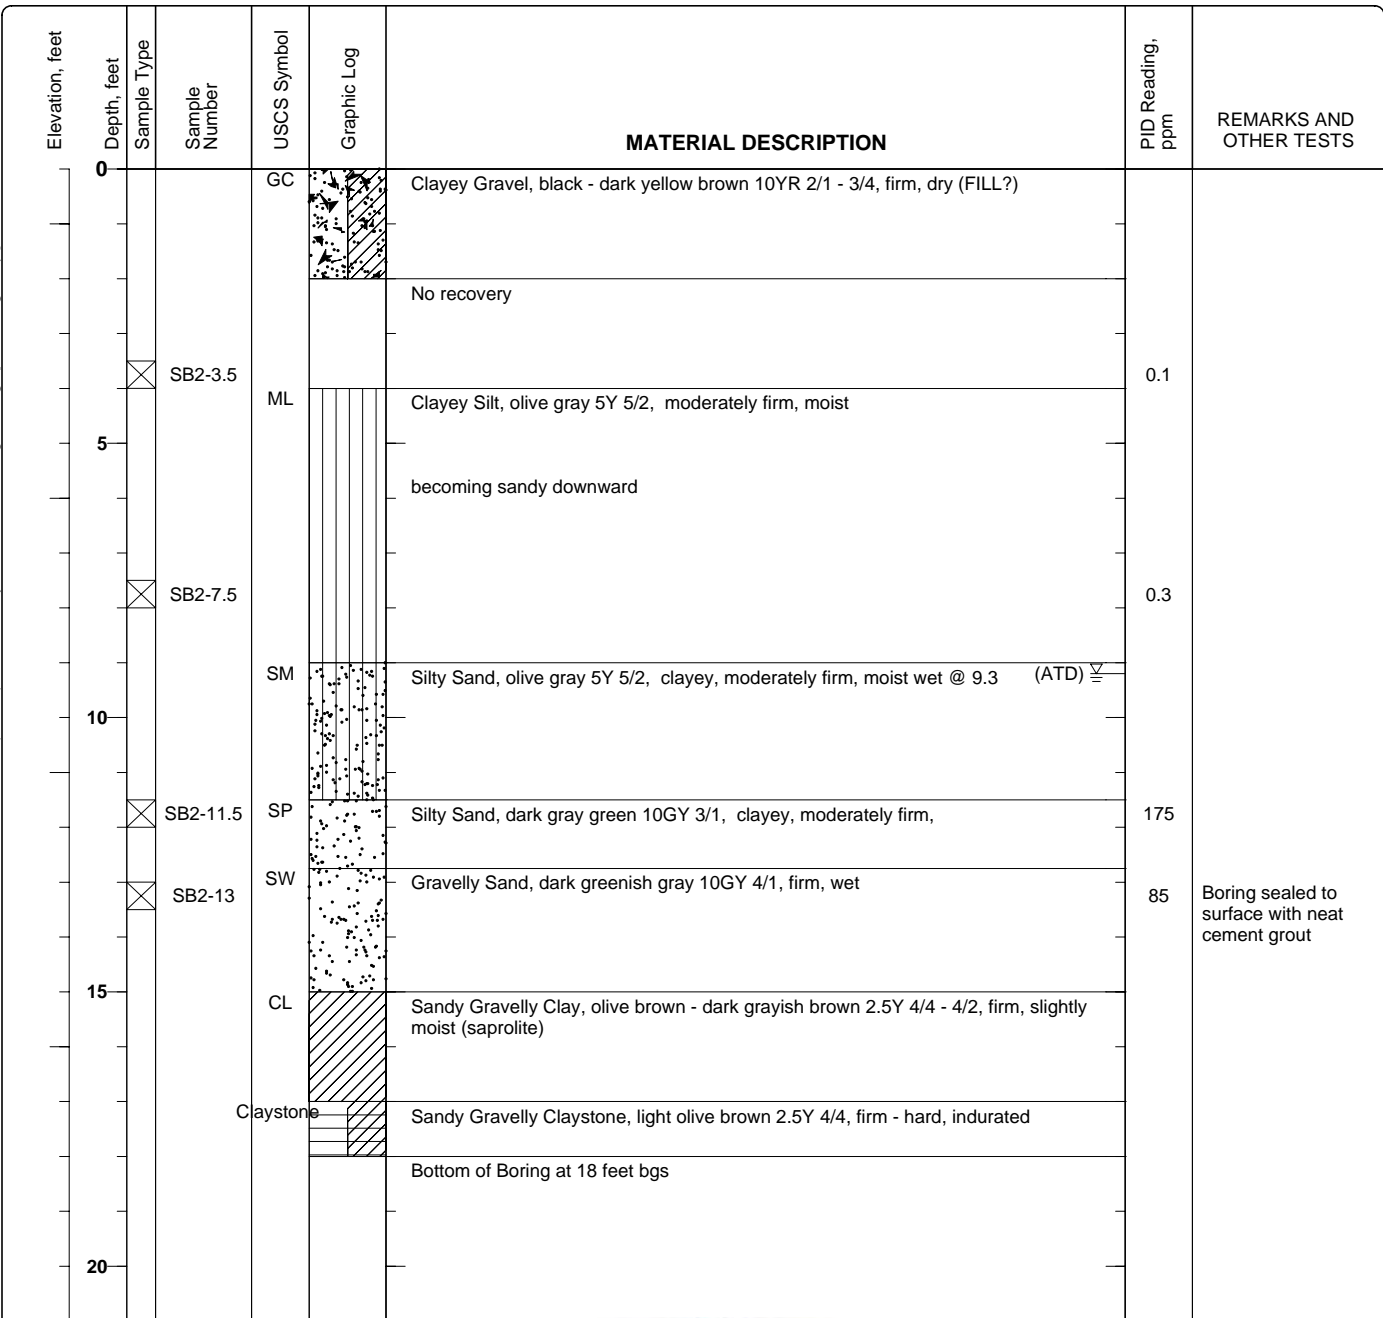 Elevation, feet
Depth, feet
Sample Type
Sample
Number
USCS Symbol
Graphic Log
MATERIAL DESCRIPTION
PID Reading,
ppm
REMARKS AND
OTHER TESTS
0
GC
Clayey Gravel, black - dark yellow brown 10YR 2/1 - 3/4, firm, dry (FILL?)
No recovery
SB2-3.5
0.1
ML
Clayey Silt, olive gray 5Y 5/2, moderately firm, moist
5
becoming sandy downward
SB2-7.5
0.3
SM
Silty Sand, olive gray 5Y 5/2, clayey, moderately firm, moist wet @ 9.3
(ATD)
10
SB2-11.5
SP
Silty Sand, dark gray green 10GY 3/1, clayey, moderately firm,
175
SW
Gravelly Sand, dark greenish gray 10GY 4/1, firm, wet
SB2-13
85
Boring sealed to
surface with neat
cement grout
15
CL
Sandy Gravelly Clay, olive brown - dark grayish brown 2.5Y 4/4 - 4/2, firm, slightly
moist (saprolite)
Claystone
Sandy Gravelly Claystone, light olive brown 2.5Y 4/4, firm - hard, indurated
Bottom of Boring at 18 feet bgs
20